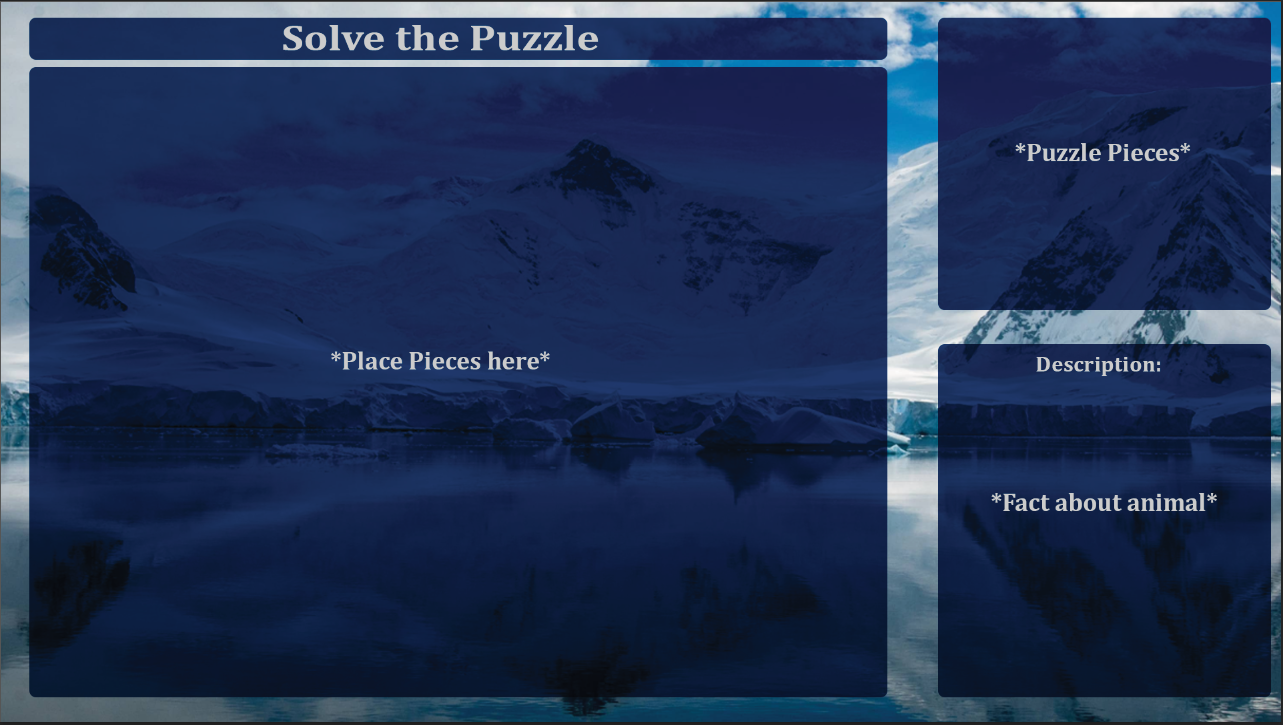 Solve the Puzzle
*Place Pieces here*
*Puzzle Pieces*
Description:
*Fact about animal*